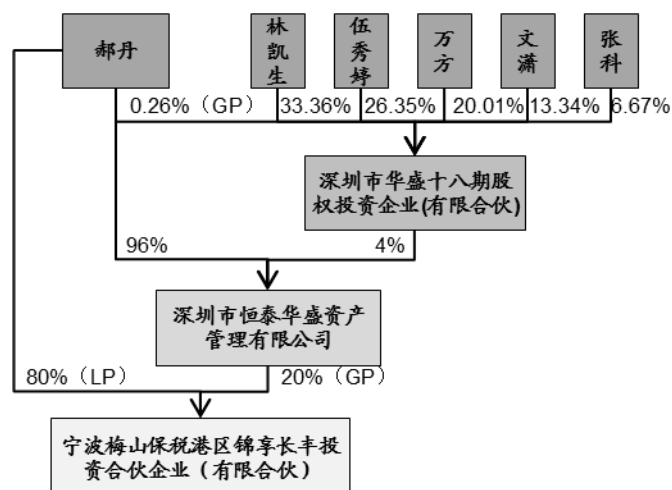 郝丹
林凯生
伍秀婷
万方
文潇
张科
0.26%（GP）
33.36%
26.35%
20.01%
13.34%
6.67%
深圳市华盛十八期股
权投资企业(有限合伙)
96%
4%
深圳市恒泰华盛资产
管理有限公司
80%（LP）
20%（GP）
宁波梅山保税港区锦享长丰投
资合伙企业（有限合伙）